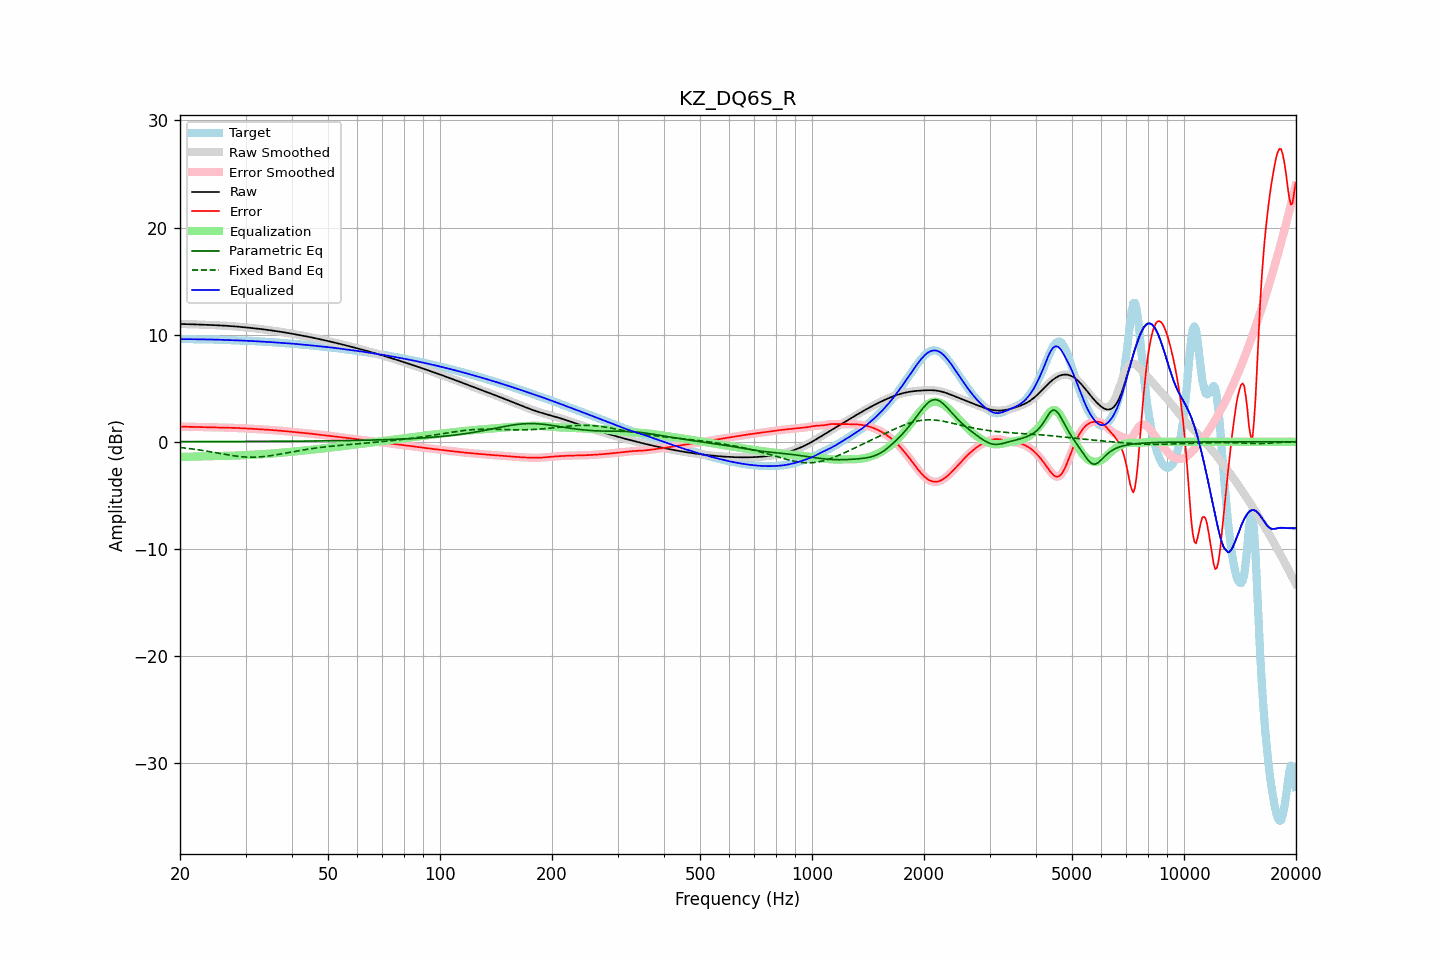 KZ_DQ6S_R
Target
Raw Smoothed
Error Smoothed
Raw
Error
Equalization
Parametric Eq
Fixed Band Eq
Equalized
30
20
10
0
−10
−20
−30
Amplitude (dBr)
20 50 100 200 500 1000 2000 5000 10000 20000
Frequency (Hz)